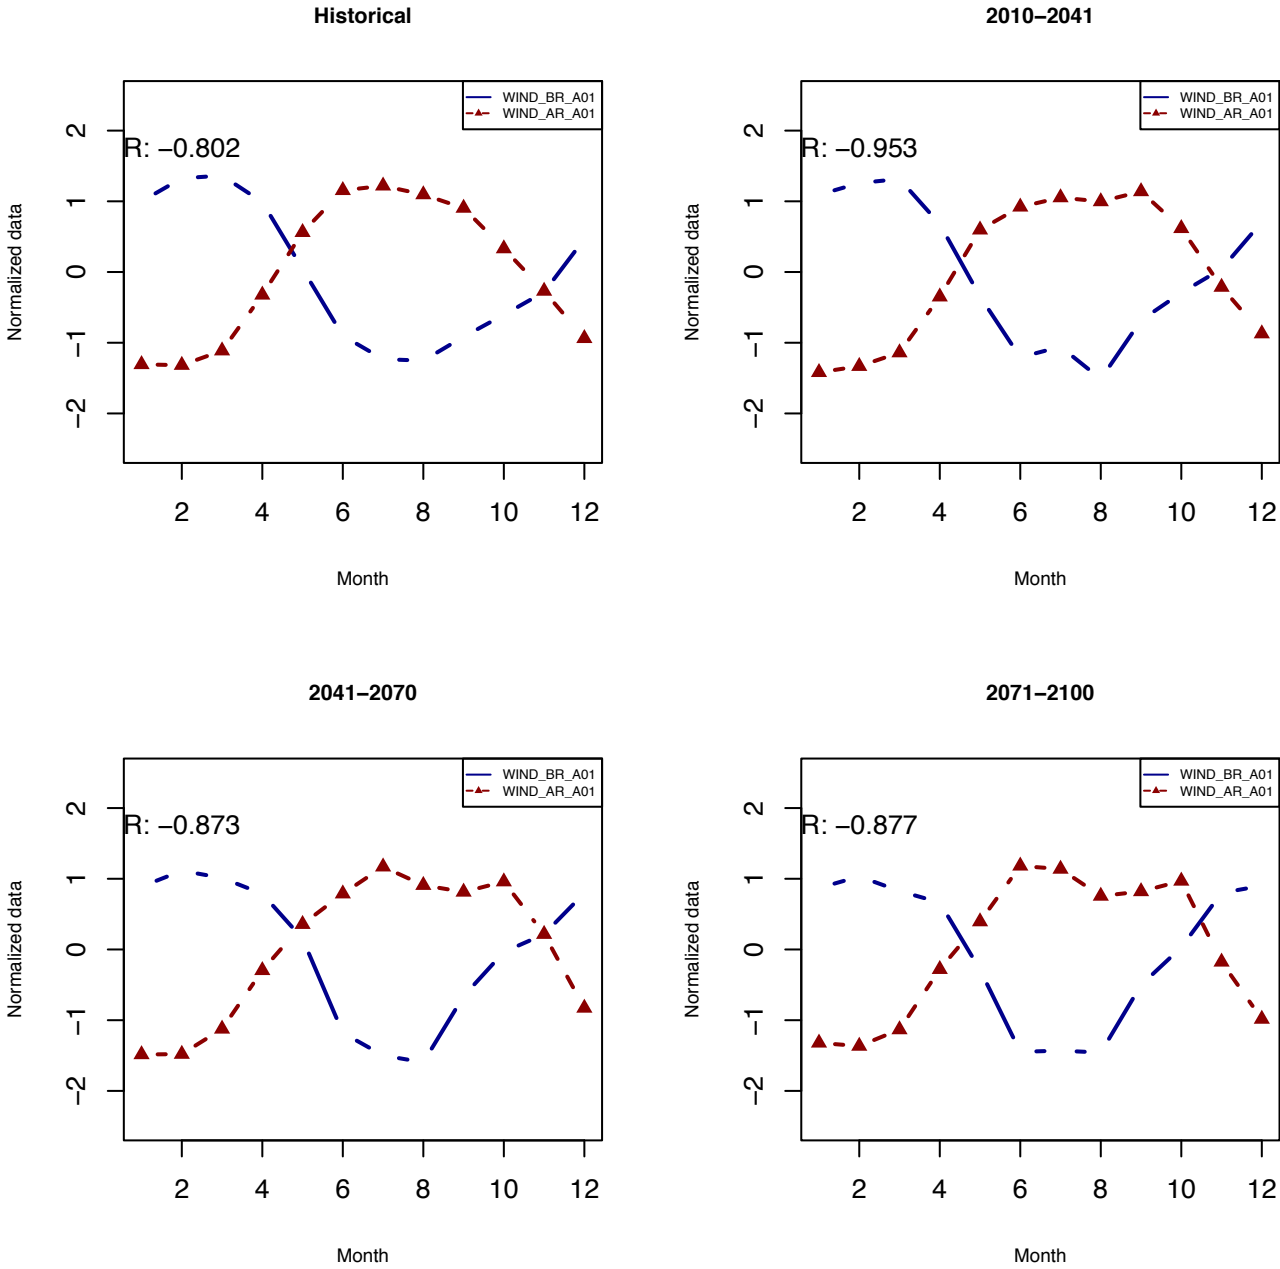 Historical
WIND_BR_A01
WIND_AR_A01
R: −0.802
Normalized data
2
1
0
−1
−2
2 4 6 8 10 12
Month
2010−2041
WIND_BR_A01
WIND_AR_A01
R: −0.953
Normalized data
2
1
0
−1
−2
2 4 6 8 10 12
Month
2041−2070
WIND_BR_A01
WIND_AR_A01
R: −0.873
Normalized data
2
1
0
−1
−2
2 4 6 8 10 12
Month
2071−2100
WIND_BR_A01
WIND_AR_A01
R: −0.877
Normalized data
2
1
0
−1
−2
2 4 6 8 10 12
Month